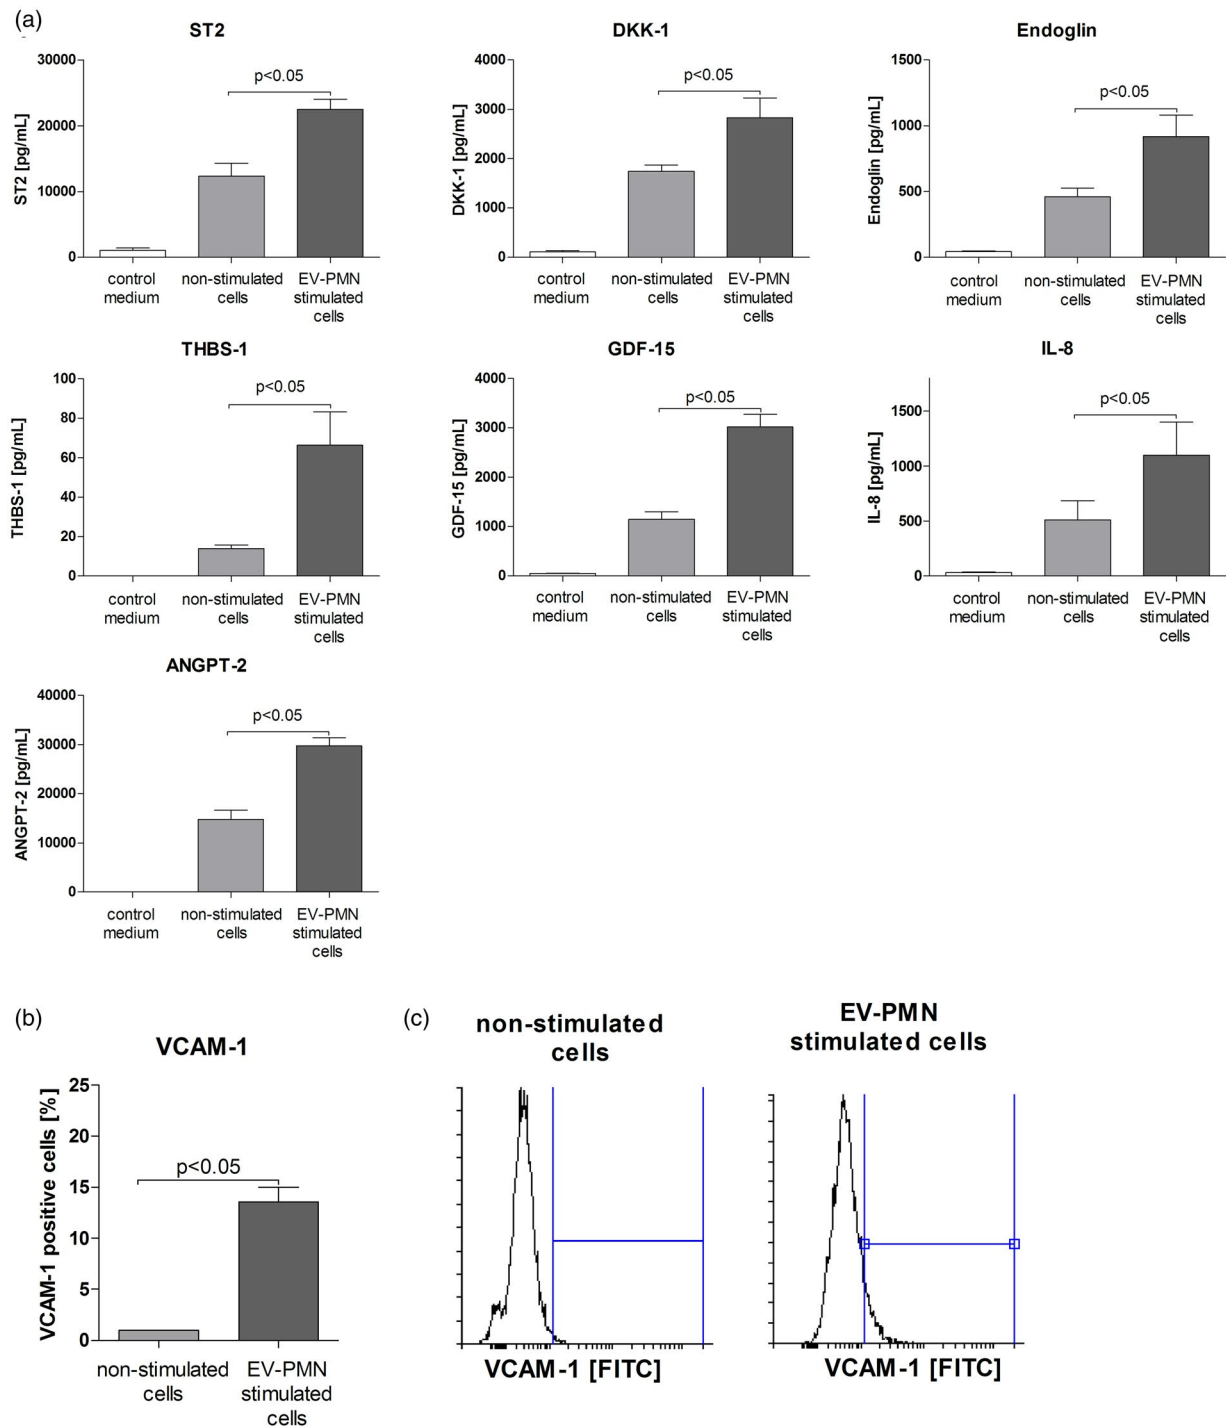 (a)
ST2
ST2 [pg/mL]
30000
20000
10000
0
p<0.05
control
medium
non-stimulated
cells
EV-PMN
stimulated
cells
DKK-1
DKK-1 [pg/mL]
4000
3000
2000
1000
0
p<0.05
control
medium
non-stimulated
cells
EV-PMN
stimulated
cells
Endoglin
Endoglin [pg/mL]
1500
1000
500
0
p<0.05
control
medium
non-stimulated
cells
EV-PMN
stimulated
cells
THBS-1
THBS-1 [pg/mL]
100
80
60
40
20
0
p<0.05
control
medium
non-stimulated
cells
EV-PMN
stimulated
cells
GDF-15
GDF-15 [pg/mL]
4000
3000
2000
1000
0
p<0.05
control
medium
non-stimulated
cells
EV-PMN
stimulated
cells
IL-8
IL-8 [pg/mL]
1500
1000
500
0
p<0.05
control
medium
non-stimulated
cells
EV-PMN
stimulated
cells
ANGPT-2
ANGPT-2 [pg/mL]
40000
30000
20000
10000
0
p<0.05
control
medium
non-stimulated
cells
EV-PMN
stimulated
cells
(b)
VCAM-1
VCAM-1 positive cells [%]
25
20
15
10
5
0
p<0.05
non-stimulated
cells
EV-PMN
stimulated
cells
(c)
non-stimulated
cells
VCAM-1 [FITC]
EV-PMN
stimulated cells
VCAM-1 [FITC]